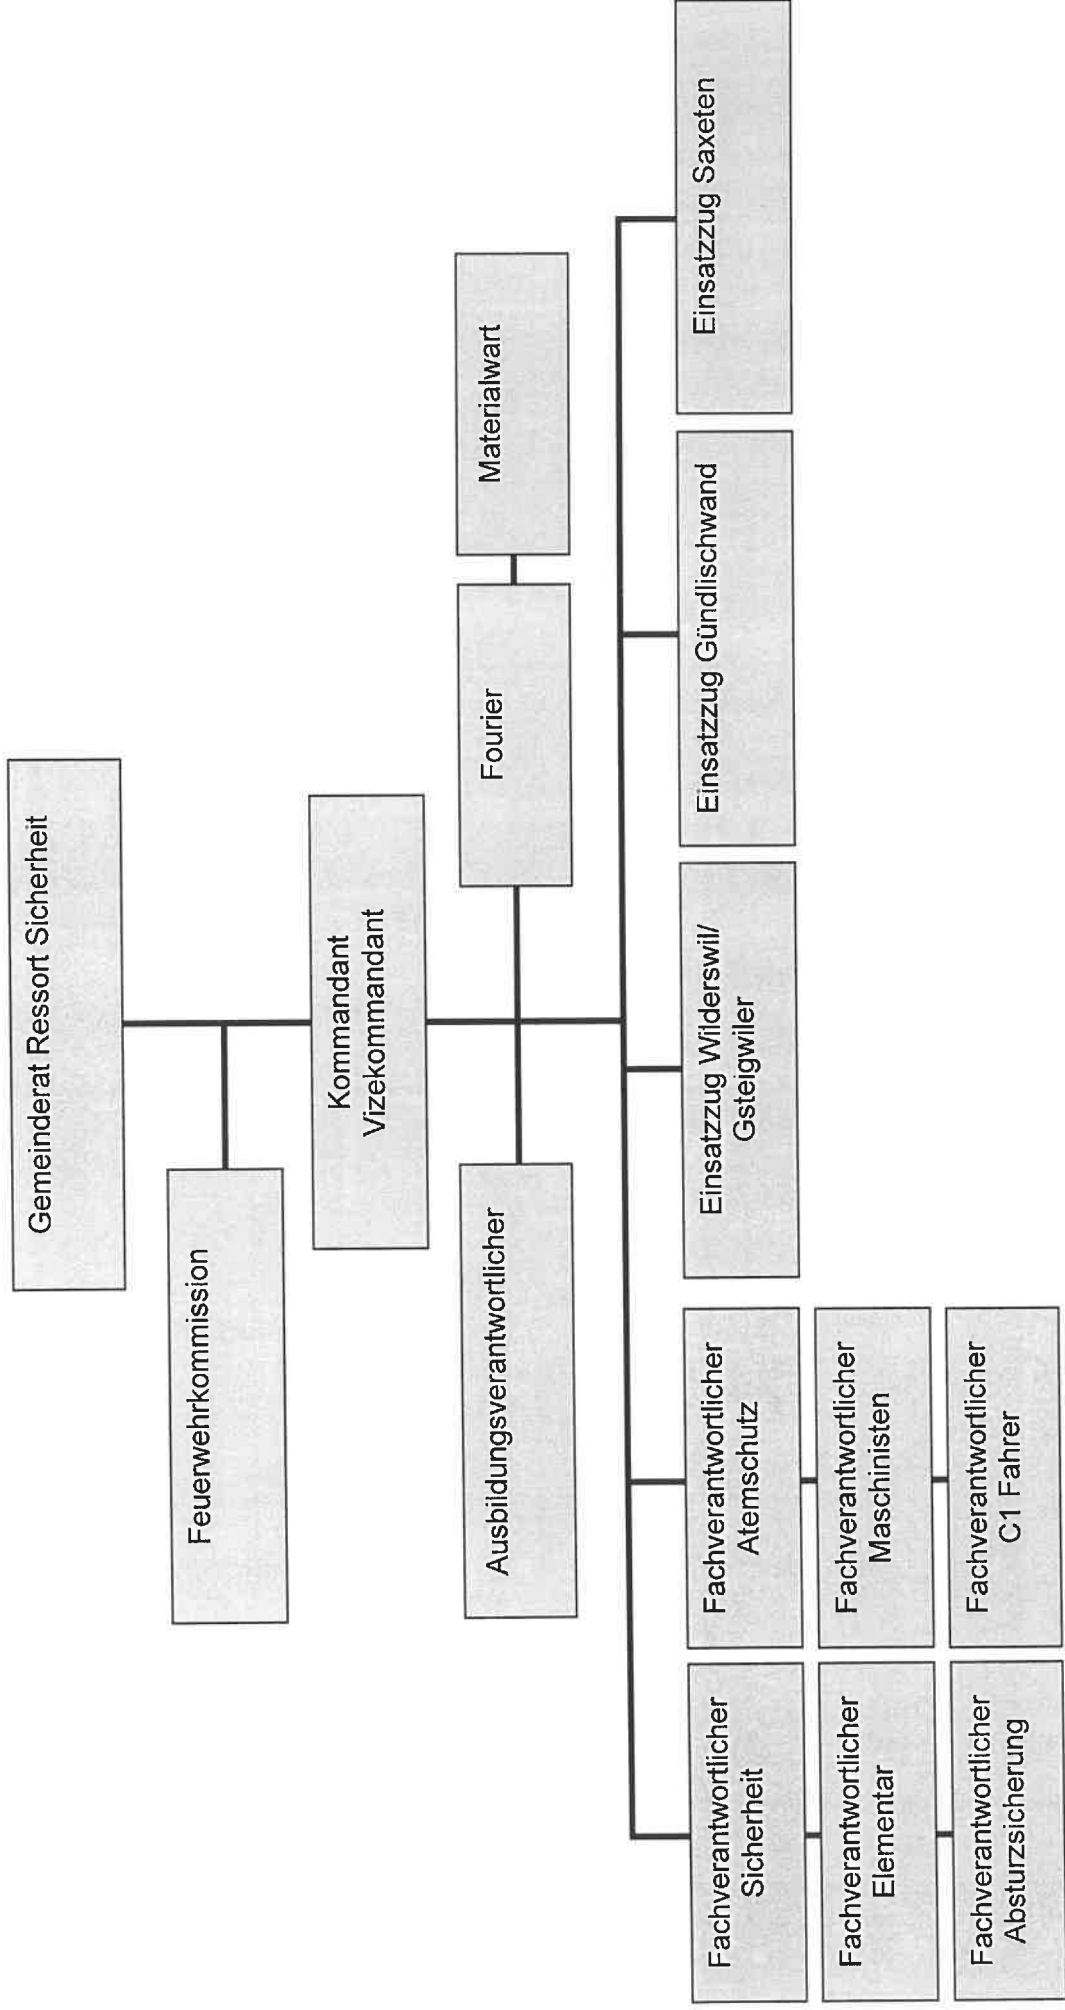 Gemeinderat Ressort Sicherheit
Feuerwehrkommission
Kommandant
Vizekommandant
Ausbildungsverantwortlicher
Fourier
Materialwart
Fachverantwortlicher
Sicherheit
Fachverantwortlicher
Atemschutz
Einsatzzug Wilderswil/
Gsteigwiler
Einsatzzug Gündlischwand
Einsatzzug Saxeten
Fachverantwortlicher
Elementar
Fachverantwortlicher
Maschinisten
Fachverantwortlicher
Absturzsicherung
Fachverantwortlicher
C1 Fahrer